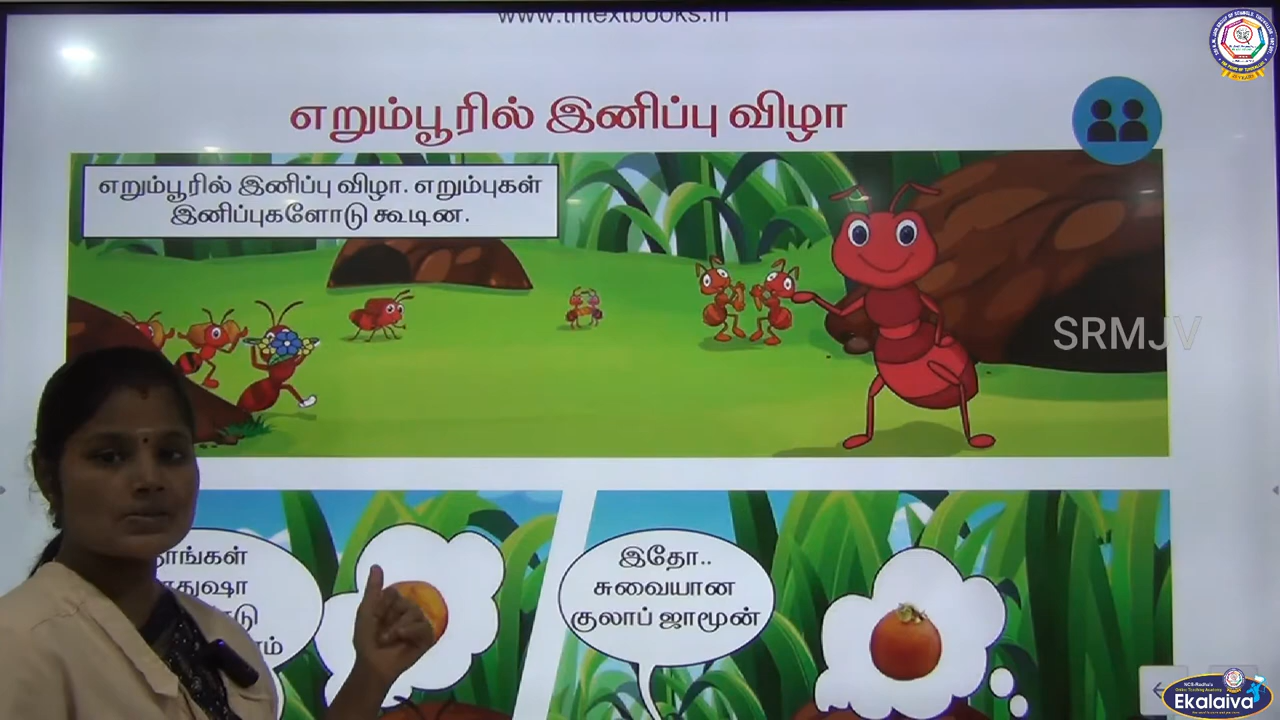 www.tntextbooks.in
எறும்பூரில் இனிப்பு விழா
எறும்பூரில் இனிப்பு விழா. எறும்புகள்
இனிப்புகளோடு கூடின.
SRMJV
இதோ..
சுவையான
குலாப் ஜாமூன்
Ekalaiva